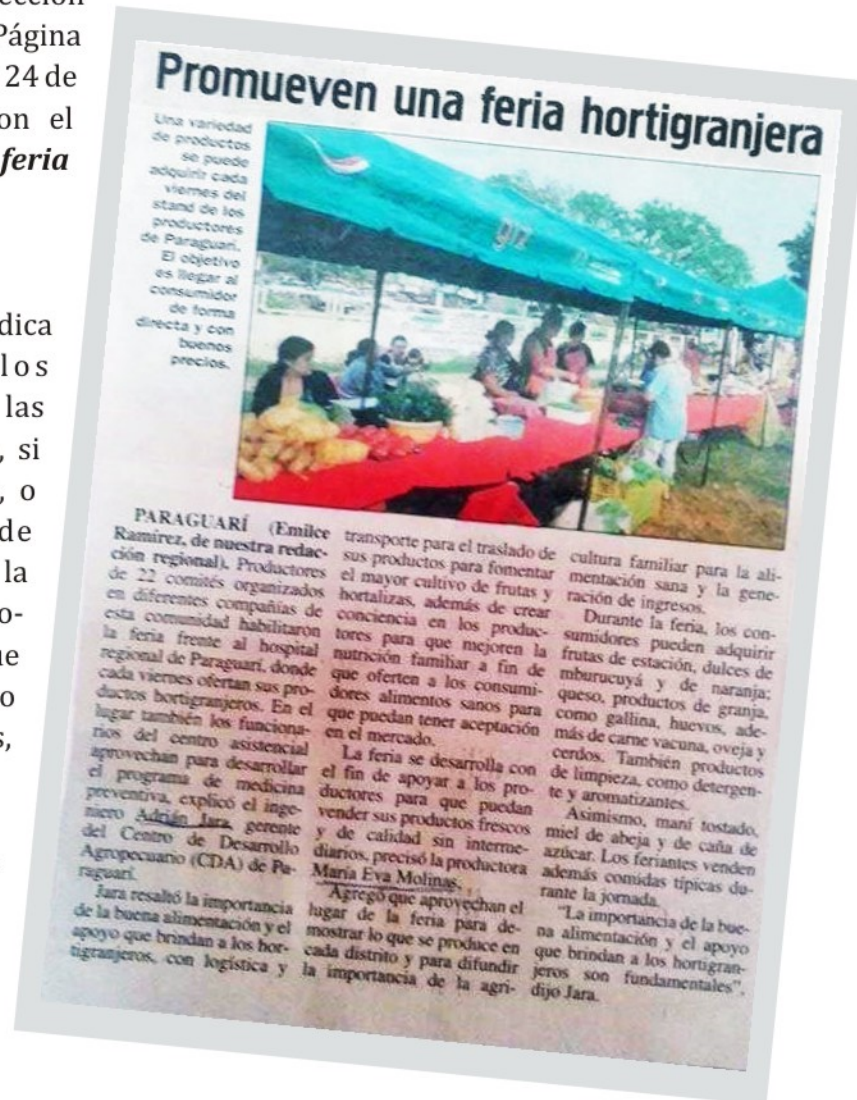 ección
Página
24 de
on el
feria
dica
los
las
, si
, o
de
la
o-
ue
o
s,
Promueven una feria hortigranjera
Una variedad
de productos
se puede
adquirir cada
viernes del
stand de los
productores
de Paraguarí.
El objetivo
es llegar al
consumidor
de forma
directa y con
buenos
precios.
giz
PARAGUARÍ (Emilce
Ramírez, de nuestra redac-
ción regional). Productores
de 22 comités organizados
en diferentes compañías de
esta comunidad habilitaron
la feria frente al hospital
regional de Paraguarí, donde
cada viernes ofertan sus pro-
ductos hortigranjeros. En el
lugar también los funciona-
rios del centro asistencial
aprovechan para desarrollar
el programa de medicina
preventiva, explicó el inge-
niero Adrián Jara, gerente
del Centro de Desarrollo
Agropecuario (CDA) de Pa-
raguarí.
Jara resaltó la importancia
de la buena alimentación y el
apoyo que brindan a los hor-
tigranjeros, con logística y
transporte para el traslado de
sus productos para fomentar
el mayor cultivo de frutas y
hortalizas, además de crear
conciencia en los produc-
tores para que mejoren la
nutrición familiar a fin de
que oferten a los consumi-
dores alimentos sanos para
que puedan tener aceptación
en el mercado.
La feria se desarrolla con
el fin de apoyar a los pro-
ductores para que puedan
vender sus productos frescos
y de calidad sin interme-
diarios, precisó la productora
María Eva Molinas.
Agregó que aprovechan el
lugar de la feria para de-
mostrar lo que se produce en
cada distrito y para difundir
la importancia de la agri-
cultura familiar para la ali-
mentación sana y la gene-
ración de ingresos.
Durante la feria, los con-
sumidores pueden adquirir
frutas de estación, dulces de
mburucuyá y de naranja;
queso, productos de granja,
como gallina, huevos, ade-
más de carne vacuna, oveja y
cerdos. También productos
de limpieza, como detergen-
te y aromatizantes.
Asimismo, maní tostado,
miel de abeja y de caña de
azúcar. Los feriantes venden
además comidas típicas du-
rante la jornada.
"La importancia de la bue-
na alimentación y el apoyo
que brindan a los hortigran-
jeros son fundamentales",
dijo Jara.